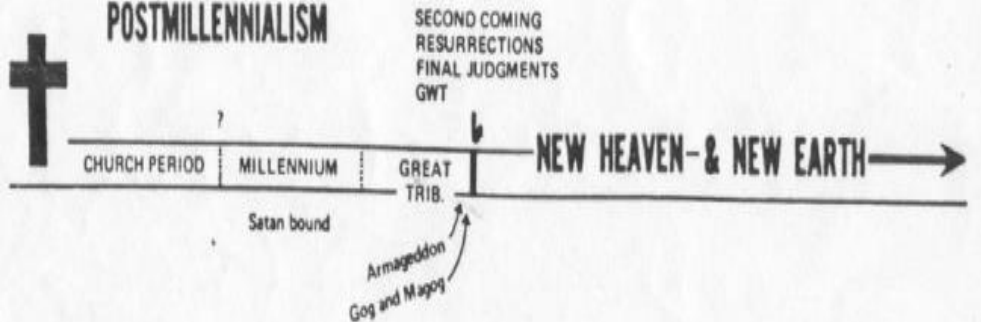 POSTMILLENNIALISM
SECOND COMING
RESURRECTIONS
FINAL JUDGMENTS
GWT
?
CHURCH PERIOD
MILLENNIUM
GREAT
TRIB.
NEW HEAVEN-& NEW EARTH
Satan bound
Armageddon
Gog and Magog